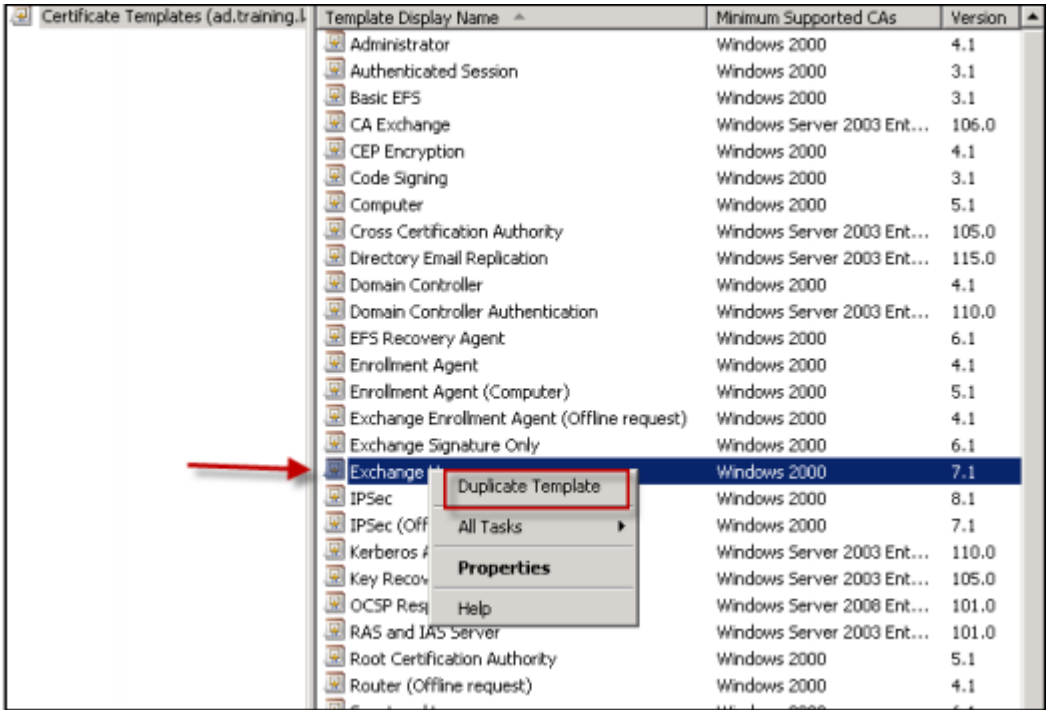 Certificate Templates (ad.training.l
Template Display Name Minimum Supported CAs Version
Administrator Windows 2000 4.1
Authenticated Session Windows 2000 3.1
Basic EFS Windows 2000 3.1
CA Exchange Windows Server 2003 Ent... 106.0
CEP Encryption Windows 2000 4.1
Code Signing Windows 2000 3.1
Computer Windows 2000 5.1
Cross Certification Authority Windows Server 2003 Ent... 105.0
Directory Email Replication Windows Server 2003 Ent... 115.0
Domain Controller Windows 2000 4.1
Domain Controller Authentication Windows Server 2003 Ent... 110.0
EFS Recovery Agent Windows 2000 6.1
Enrollment Agent Windows 2000 4.1
Enrollment Agent (Computer) Windows 2000 5.1
Exchange Enrollment Agent (Offline request) Windows 2000 4.1
Exchange Signature Only Windows 2000 6.1
Exchange Windows 2000 7.1
Duplicate Template
IPSec Windows 2000 8.1
IPSec (Off Windows 2000 7.1
All Tasks
Kerberos Windows Server 2003 Ent... 110.0
Properties
Key Recov Windows Server 2003 Ent... 105.0
OCSP Resp Windows Server 2008 Ent... 101.0
Help
RAS and IAS Server Windows Server 2003 Ent... 101.0
Root Certification Authority Windows 2000 5.1
Router (Offline request) Windows 2000 4.1